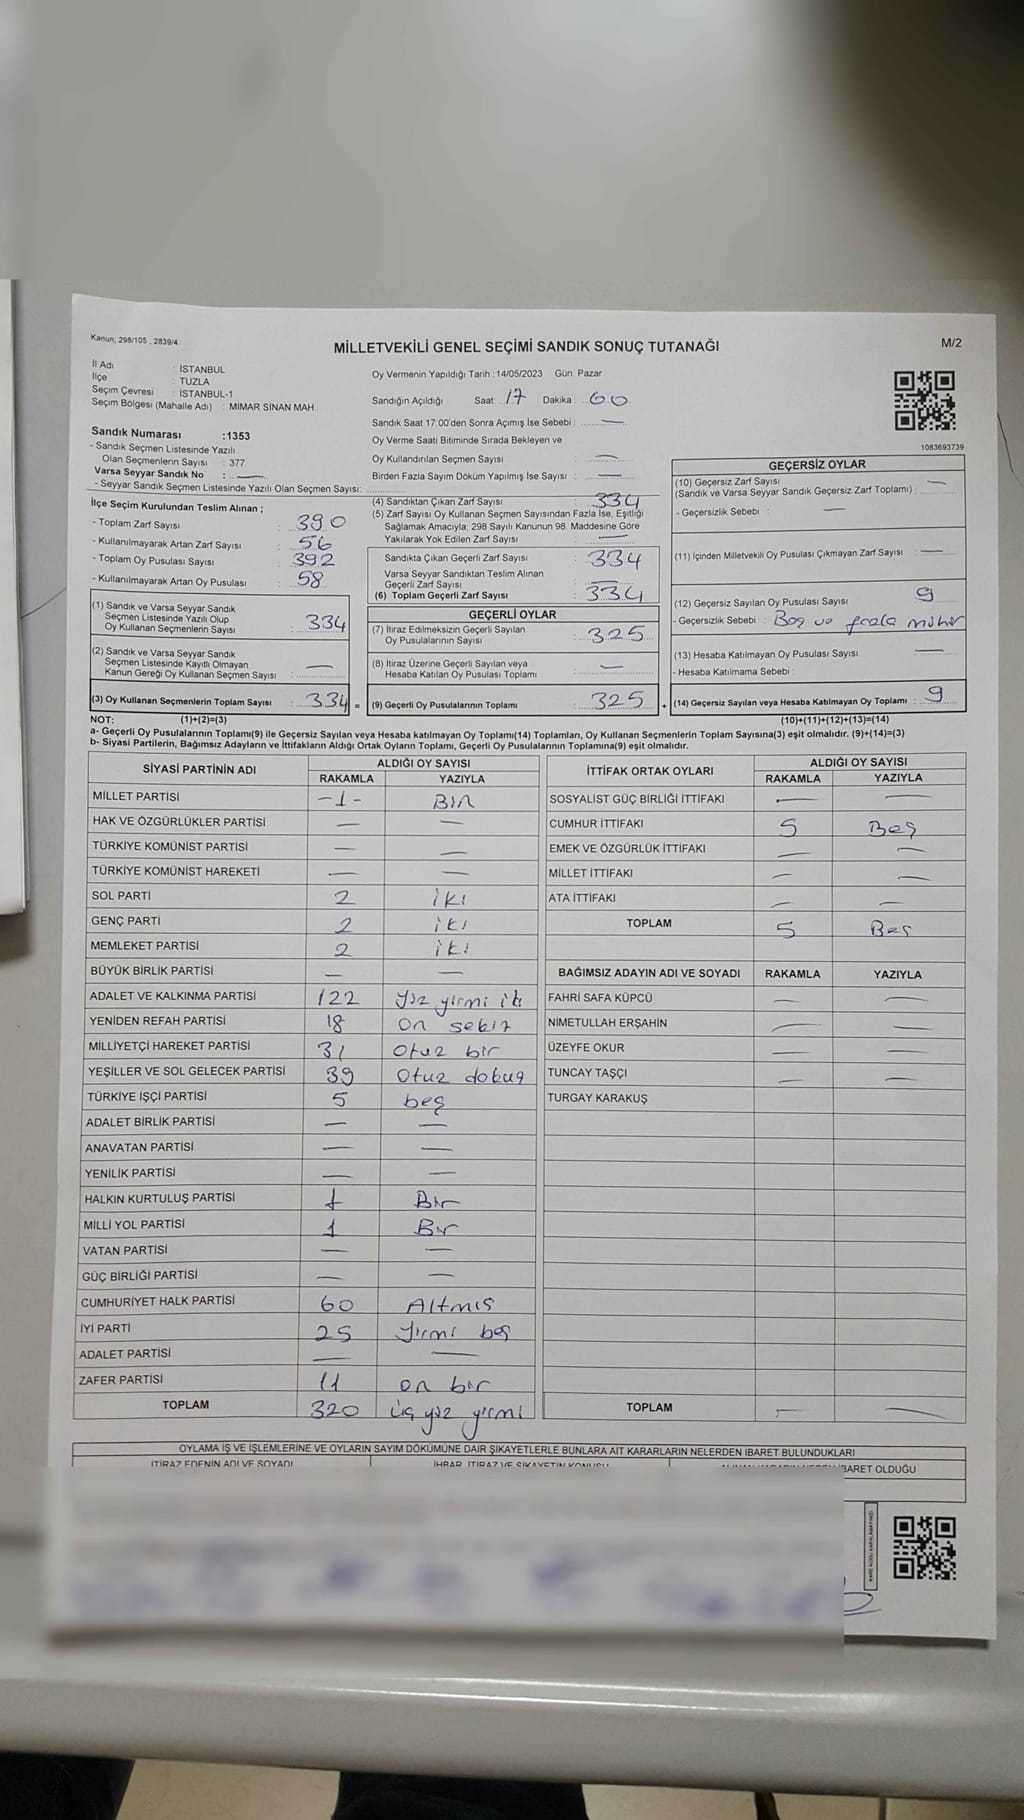 Kanun; 298/105 , 2839/4
MİLLETVEKİLİ GENEL SEÇİMİ SANDIK SONUÇ TUTANAĞI
M/2
İl Adı : İSTANBUL
İlçe : TUZLA
Seçim Çevresi : İSTANBUL-1
Seçim Bölgesi (Mahalle Adı) : MİMAR SİNAN MAH.
Oy Vermenin Yapıldığı Tarih :14/05/2023 Gün: Pazar
Sandığın Açıldığı Saat: 17 Dakika : 00
Sandık Saat 17.00'den Sonra Açımış İse Sebebi : —
Oy Verme Saati Bitiminde Sırada Bekleyen ve
Oy Kullandırılan Seçmen Sayısı : —
Birden Fazla Sayım Döküm Yapılmış İse Sayısı : —
1083693739
Sandık Numarası :1353
- Sandık Seçmen Listesinde Yazılı
Olan Seçmenlerin Sayısı : 377
Varsa Seyyar Sandık No : —
- Seyyar Sandık Seçmen Listesinde Yazılı Olan Seçmen Sayısı:
İlçe Seçim Kurulundan Teslim Alınan ;
- Toplam Zarf Sayısı : 390
- Kullanılmayarak Artan Zarf Sayısı : 56
- Toplam Oy Pusulası Sayısı : 392
- Kullanılmayarak Artan Oy Pusulası : 58
(1) Sandık ve Varsa Seyyar Sandık
Seçmen Listesinde Yazılı Olup
Oy Kullanan Seçmenlerin Sayısı : 334
(2) Sandık ve Varsa Seyyar Sandık
Seçmen Listesinde Kayıtlı Olmayan
Kanun Gereği Oy Kullanan Seçmen Sayısı : —
(3) Oy Kullanan Seçmenlerin Toplam Sayısı : 334 =
(4) Sandıktan Çıkan Zarf Sayısı : 334
(5) Zarf Sayısı Oy Kullanan Seçmen Sayısından Fazla İse, Eşitliği
Sağlamak Amacıyla; 298 Sayılı Kanunun 98. Maddesine Göre
Yakılarak Yok Edilen Zarf Sayısı : —
Sandıkta Çıkan Geçerli Zarf Sayısı : 334
Varsa Seyyar Sandıktan Teslim Alınan
Geçerli Zarf Sayısı : —
(6) Toplam Geçerli Zarf Sayısı : 334
GEÇERLİ OYLAR
(7) İtiraz Edilmeksizin Geçerli Sayılan
Oy Pusulalarının Sayısı : 325
(8) İtiraz Üzerine Geçerli Sayılan veya
Hesaba Katılan Oy Pusulası Toplamı : —
(9) Geçerli Oy Pusulalarının Toplamı : 325 +
GEÇERSİZ OYLAR
(10) Geçersiz Zarf Sayısı
(Sandık ve Varsa Seyyar Sandık Geçersiz Zarf Toplamı) : —
- Geçersizlik Sebebi : —
(11) İçinden Milletvekili Oy Pusulası Çıkmayan Zarf Sayısı : —
(12) Geçersiz Sayılan Oy Pusulası Sayısı : 9
- Geçersizlik Sebebi : Boş ve fazla mühür
(13) Hesaba Katılmayan Oy Pusulası Sayısı : —
- Hesaba Katılmama Sebebi :
(14) Geçersiz Sayılan veya Hesaba Katılmayan Oy Toplamı : 9
NOT: (1)+(2)=(3) (10)+(11)+(12)+(13)=(14)
a- Geçerli Oy Pusulalarının Toplamı(9) ile Geçersiz Sayılan veya Hesaba katılmayan Oy Toplamı(14) Toplamları, Oy Kullanan Seçmenlerin Toplam Sayısına(3) eşit olmalıdır. (9)+(14)=(3)
b- Siyasi Partilerin, Bağımsız Adayların ve İttifakların Aldığı Ortak Oyların Toplamı, Geçerli Oy Pusulalarının Toplamına(9) eşit olmalıdır.
SİYASİ PARTİNİN ADI ALDIĞI OY SAYISI
RAKAMLA YAZIYLA
MİLLET PARTİSİ -1- Bir
HAK VE ÖZGÜRLÜKLER PARTİSİ — —
TÜRKİYE KOMÜNİST PARTİSİ — —
TÜRKİYE KOMÜNİST HAREKETİ — —
SOL PARTİ 2 iki
GENÇ PARTİ 2 iki
MEMLEKET PARTİSİ 2 iki
BÜYÜK BİRLİK PARTİSİ — —
ADALET VE KALKINMA PARTİSİ 122 yüz yirmi iki
YENİDEN REFAH PARTİSİ 18 on sekiz
MİLLİYETÇİ HAREKET PARTİSİ 31 Otuz bir
YEŞİLLER VE SOL GELECEK PARTİSİ 39 Otuz dokuz
TÜRKİYE İŞÇİ PARTİSİ 5 beş
ADALET BİRLİK PARTİSİ — —
ANAVATAN PARTİSİ — —
YENİLİK PARTİSİ — —
HALKIN KURTULUŞ PARTİSİ 1 Bir
MİLLİ YOL PARTİSİ 1 Bir
VATAN PARTİSİ — —
GÜÇ BİRLİĞİ PARTİSİ — —
CUMHURİYET HALK PARTİSİ 60 Altmış
İYİ PARTİ 25 Yirmi beş
ADALET PARTİSİ — —
ZAFER PARTİSİ 11 on bir
TOPLAM 320 üç yüz yirmi
İTTİFAK ORTAK OYLARI ALDIĞI OY SAYISI
RAKAMLA YAZIYLA
SOSYALİST GÜÇ BİRLİĞİ İTTİFAKI — —
CUMHUR İTTİFAKI 5 Beş
EMEK VE ÖZGÜRLÜK İTTİFAKI — —
MİLLET İTTİFAKI — —
ATA İTTİFAKI — —
TOPLAM 5 Beş
BAĞIMSIZ ADAYIN ADI VE SOYADI RAKAMLA YAZIYLA
FAHRİ SAFA KÜPCÜ — —
NİMETULLAH ERŞAHİN — —
ÜZEYFE OKUR — —
TUNCAY TAŞÇI — —
TURGAY KARAKUŞ
TOPLAM — —
OYLAMA İŞ VE İŞLEMLERİNE VE OYLARIN SAYIM DÖKÜMÜNE DAİR ŞİKAYETLERLE BUNLARA AİT KARARLARIN NELERDEN İBARET BULUNDUKLARI
İTİRAZ EDENİN ADI VE SOYADI İHBAR, İTİRAZ VE ŞİKAYETİN KONUSU İBARET OLDUĞU